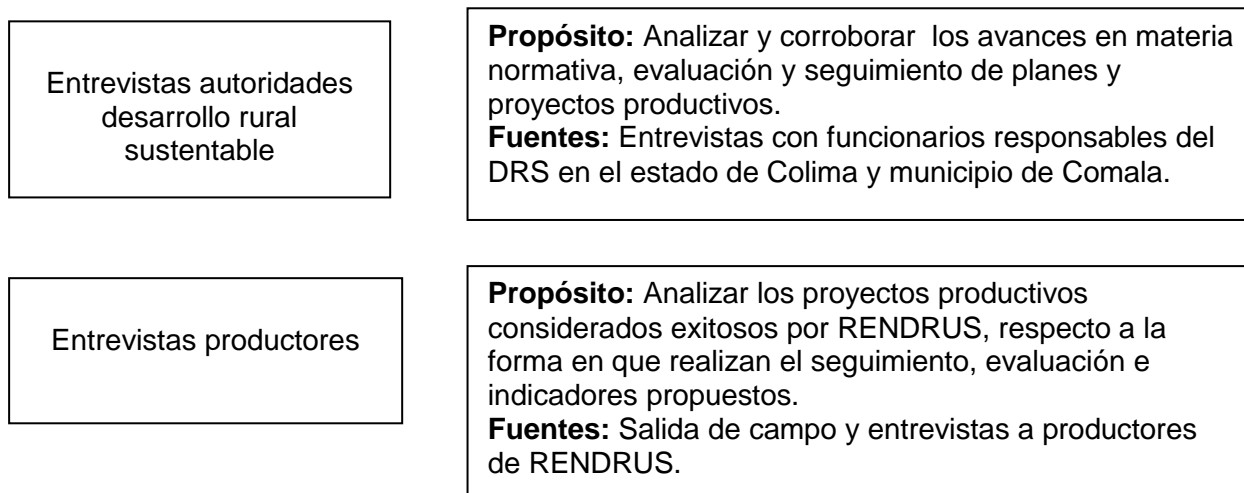 Entrevistas autoridades
desarrollo rural
sustentable
Propósito: Analizar y corroborar los avances en materia
normativa, evaluación y seguimiento de planes y
proyectos productivos.
Fuentes: Entrevistas con funcionarios responsables del
DRS en el estado de Colima y municipio de Comala.
Entrevistas productores
Propósito: Analizar los proyectos productivos
considerados exitosos por RENDRUS, respecto a la
forma en que realizan el seguimiento, evaluación e
indicadores propuestos.
Fuentes: Salida de campo y entrevistas a productores
de RENDRUS.